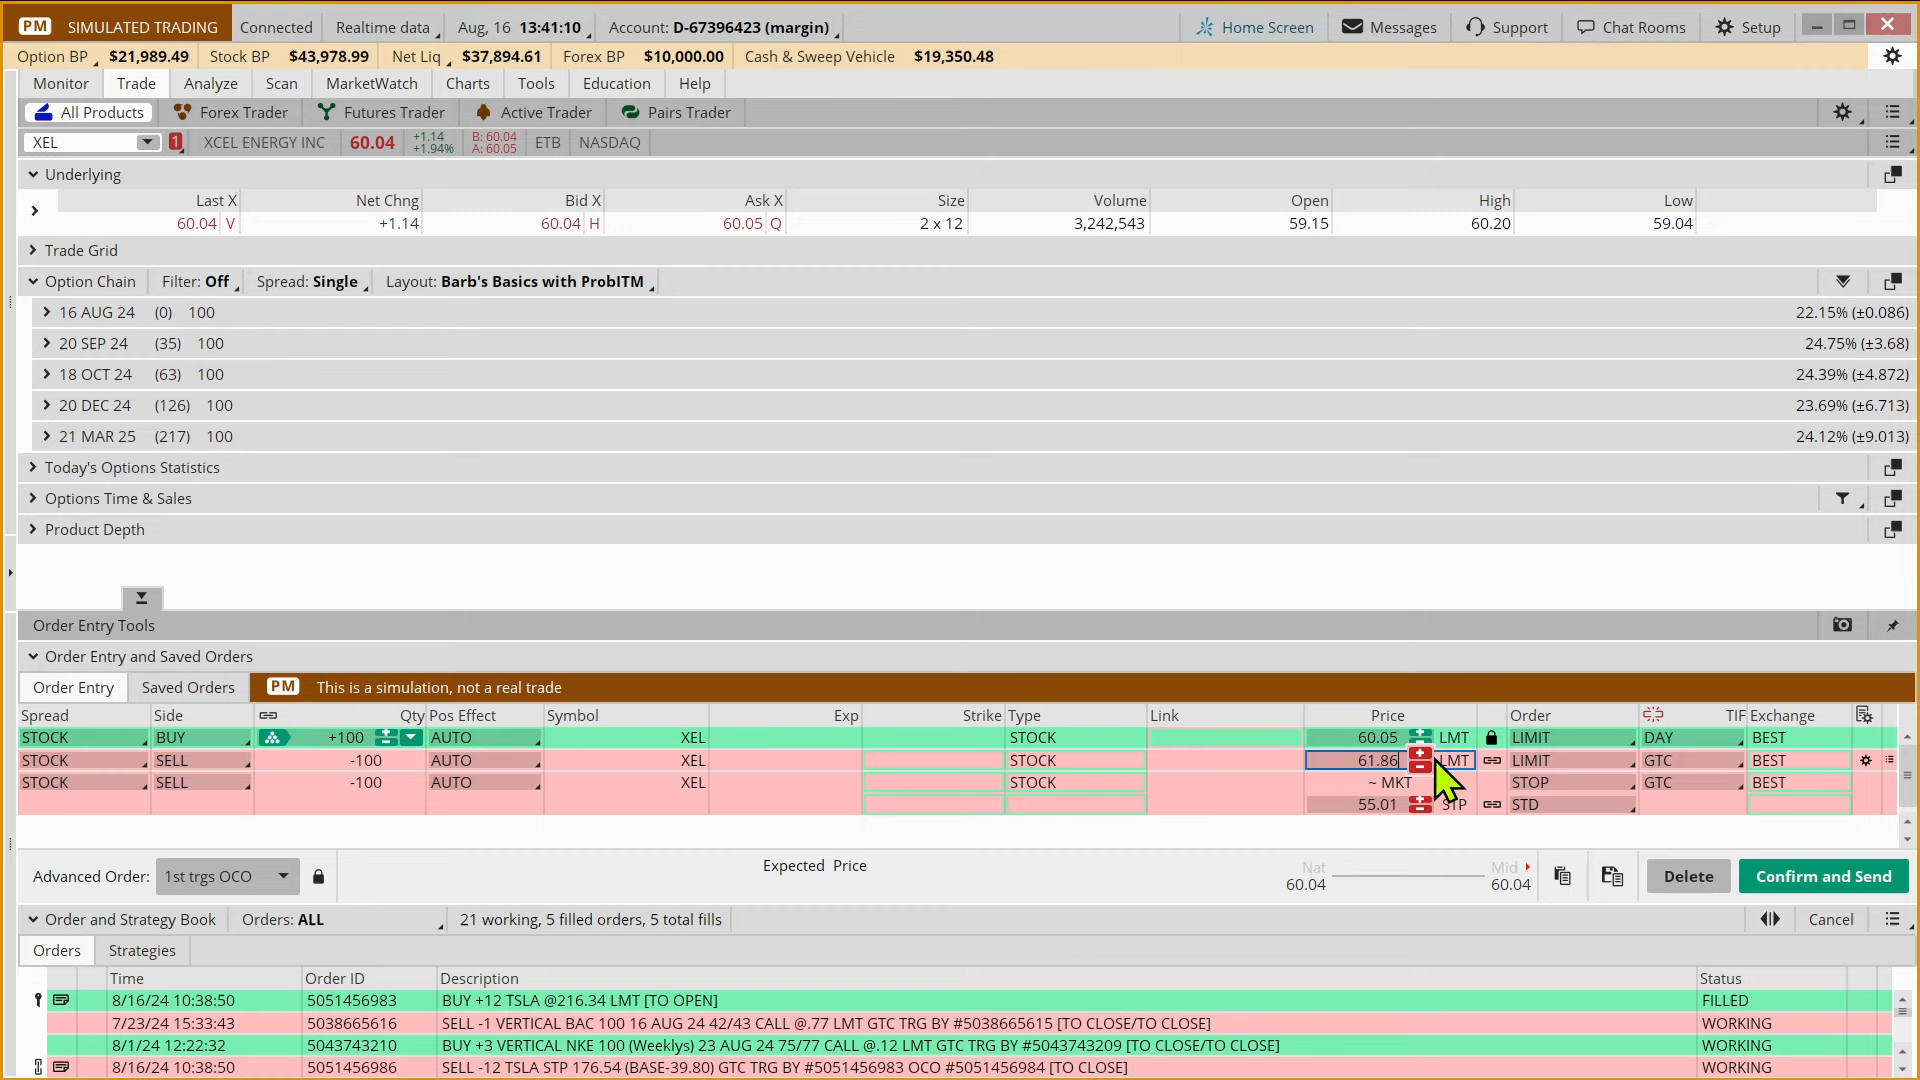 PM SIMULATED TRADING Connected Realtime data Aug, 16 13:41:10 Account: D-67396423 (margin) Home Screen Messages Support Chat Rooms Setup
Option BP $21,989.49 Stock BP $43,978.99 Net Liq $37,894.61 Forex BP $10,000.00 Cash & Sweep Vehicle $19,350.48
Monitor Trade Analyze Scan MarketWatch Charts Tools Education Help
All Products Forex Trader Futures Trader Active Trader Pairs Trader
XEL 1 XCEL ENERGY INC 60.04 +1.14 +1.94% B: 60.04 A: 60.05 ETB NASDAQ
Underlying
Last X Net Chng Bid X Ask X Size Volume Open High Low
60.04 V +1.14 60.04 H 60.05 Q 2 x 12 3,242,543 59.15 60.20 59.04
Trade Grid
Option Chain Filter: Off Spread: Single Layout: Barb's Basics with ProbITM
16 AUG 24 (0) 100 22.15% (±0.086)
20 SEP 24 (35) 100 24.75% (±3.68)
18 OCT 24 (63) 100 24.39% (±4.872)
20 DEC 24 (126) 100 23.69% (±6.713)
21 MAR 25 (217) 100 24.12% (±9.013)
Today's Options Statistics
Options Time & Sales
Product Depth
Order Entry Tools
Order Entry and Saved Orders
Order Entry Saved Orders PM This is a simulation, not a real trade
Spread Side Qty Pos Effect Symbol Exp Strike Type Link Price Order TIF Exchange
STOCK BUY +100 AUTO XEL STOCK 60.05 LMT LIMIT DAY BEST
STOCK SELL -100 AUTO XEL STOCK 61.86 LMT LIMIT GTC BEST
STOCK SELL -100 AUTO XEL STOCK ~ MKT STOP GTC BEST
55.01 STP STD
Advanced Order: 1st trgs OCO Expected Price Nat 60.04 Mid 60.04 Delete Confirm and Send
Order and Strategy Book Orders: ALL 21 working, 5 filled orders, 5 total fills Cancel
Orders Strategies
Time Order ID Description Status
8/16/24 10:38:50 5051456983 BUY +12 TSLA @216.34 LMT [TO OPEN] FILLED
7/23/24 15:33:43 5038665616 SELL -1 VERTICAL BAC 100 16 AUG 24 42/43 CALL @.77 LMT GTC TRG BY #5038665615 [TO CLOSE/TO CLOSE] WORKING
8/1/24 12:22:32 5043743210 BUY +3 VERTICAL NKE 100 (Weeklys) 23 AUG 24 75/77 CALL @.12 LMT GTC TRG BY #5043743209 [TO CLOSE/TO CLOSE] WORKING
8/16/24 10:38:50 5051456986 SELL -12 TSLA STP 176.54 (BASE-39.80) GTC TRG BY #5051456983 OCO #5051456984 [TO CLOSE] WORKING